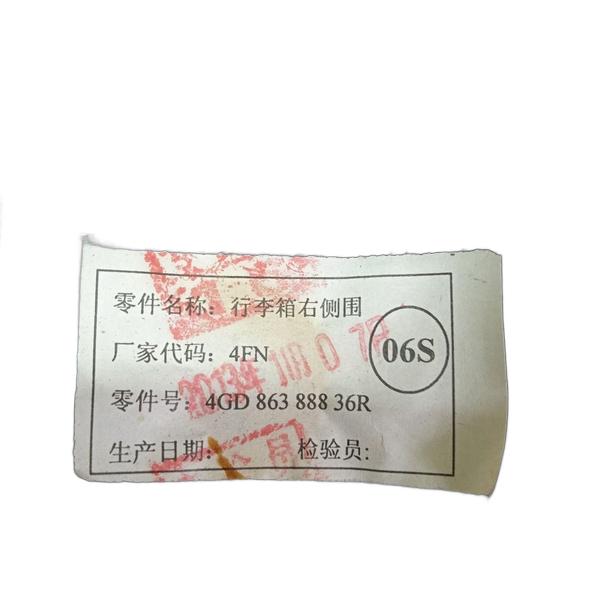 零件名称：行李箱右侧围
厂家代码：4FN
06S
零件号：4GD 863 888 36R
生产日期： 检验员: